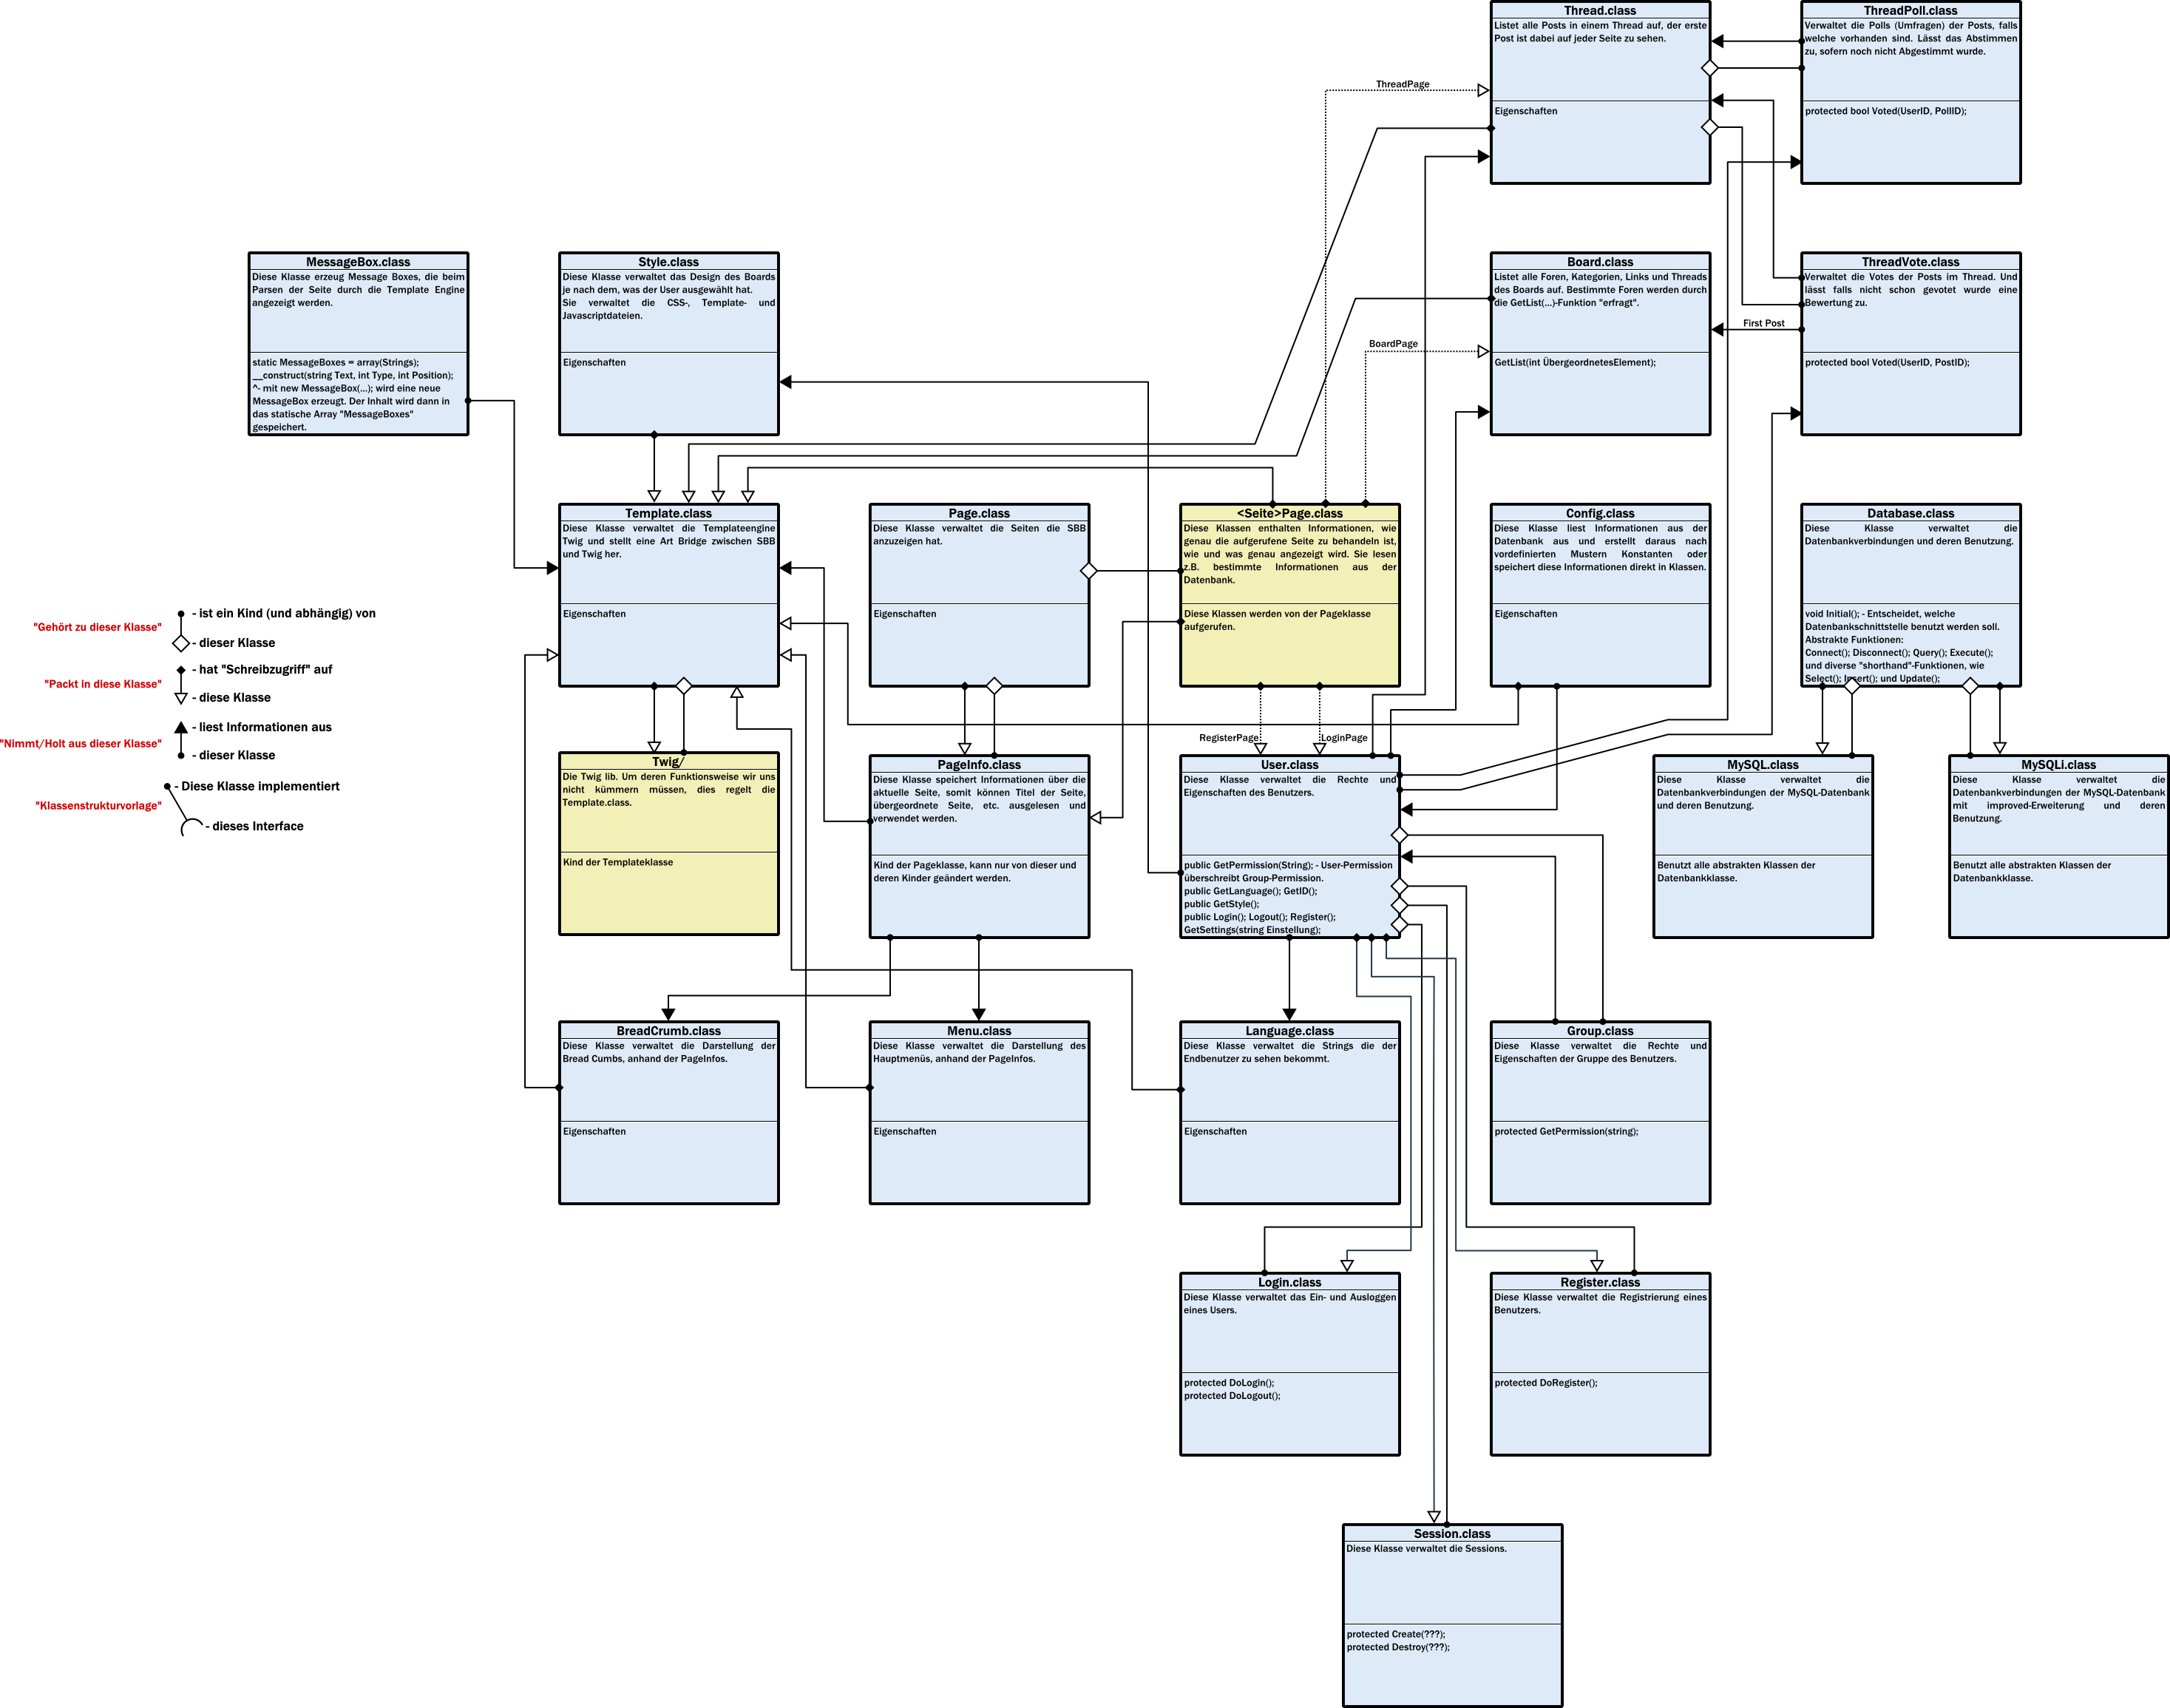 Thread.class
Listet alle Posts in einem Thread auf, der erste
Post ist dabei auf jeder Seite zu sehen.
Eigenschaften
ThreadPoll.class
Verwaltet die Polls (Umfragen) der Posts, falls
welche vorhanden sind. Lässt das Abstimmen
zu, sofern noch nicht Abgestimmt wurde.
protected bool Voted(UserID, PollID);
ThreadPage
MessageBox.class
Diese Klasse erzeug Message Boxes, die beim
Parsen der Seite durch die Template Engine
angezeigt werden.
static MessageBoxes = array(Strings);
__construct(string Text, int Type, int Position);
^- mit new MessageBox(...); wird eine neue
MessageBox erzeugt. Der Inhalt wird dann in
das statische Array "MessageBoxes"
gespeichert.
Style.class
Diese Klasse verwaltet das Design des Boards
je nach dem, was der User ausgewählt hat.
Sie verwaltet die CSS-, Template- und
Javascriptdateien.
Eigenschaften
Board.class
Listet alle Foren, Kategorien, Links und Threads
des Boards auf. Bestimmte Foren werden durch
die GetList(...)-Funktion "erfragt".
GetList(int ÜbergeordnetesElement);
BoardPage
First Post
ThreadVote.class
Verwaltet die Votes der Posts im Thread. Und
lässt falls nicht schon gevotet wurde eine
Bewertung zu.
protected bool Voted(UserID, PostID);
Template.class
Diese Klasse verwaltet die Templateengine
Twig und stellt eine Art Bridge zwischen SBB
und Twig her.
Eigenschaften
Page.class
Diese Klasse verwaltet die Seiten die SBB
anzuzeigen hat.
Eigenschaften
<Seite>Page.class
Diese Klassen enthalten Informationen, wie
genau die aufgerufene Seite zu behandeln ist,
wie und was genau angezeigt wird. Sie lesen
z.B. bestimmte Informationen aus der
Datenbank.
Diese Klassen werden von der Pageklasse
aufgerufen.
Config.class
Diese Klasse liest Informationen aus der
Datenbank aus und erstellt daraus nach
vordefinierten Mustern Konstanten oder
speichert diese Informationen direkt in Klassen.
Eigenschaften
Database.class
Diese Klasse verwaltet die
Datenbankverbindungen und deren Benutzung.
void Initial(); - Entscheidet, welche
Datenbankschnittstelle benutzt werden soll.
Abstrakte Funktionen:
Connect(); Disconnect(); Query(); Execute();
und diverse "shorthand"-Funktionen, wie
Select(); Insert(); und Update();
"Gehört zu dieser Klasse"
- ist ein Kind (und abhängig) von
- dieser Klasse
"Packt in diese Klasse"
- hat "Schreibzugriff" auf
- diese Klasse
"Nimmt/Holt aus dieser Klasse"
- liest Informationen aus
- dieser Klasse
"Klassenstrukturvorlage"
- Diese Klasse implementiert
- dieses Interface
RegisterPage
LoginPage
Twig/
Die Twig lib. Um deren Funktionsweise wir uns
nicht kümmern müssen, dies regelt die
Template.class.
Kind der Templateklasse
PageInfo.class
Diese Klasse speichert Informationen über die
aktuelle Seite, somit können Titel der Seite,
übergeordnete Seite, etc. ausgelesen und
verwendet werden.
Kind der Pageklasse, kann nur von dieser und
deren Kinder geändert werden.
User.class
Diese Klasse verwaltet die Rechte und
Eigenschaften des Benutzers.
public GetPermission(String); - User-Permission
überschreibt Group-Permission.
public GetLanguage(); GetID();
public GetStyle();
public Login(); Logout(); Register();
GetSettings(string Einstellung);
MySQL.class
Diese Klasse verwaltet die
Datenbankverbindungen der MySQL-Datenbank
und deren Benutzung.
Benutzt alle abstrakten Klassen der
Datenbankklasse.
MySQLi.class
Diese Klasse verwaltet die
Datenbankverbindungen der MySQL-Datenbank
mit improved-Erweiterung und deren
Benutzung.
Benutzt alle abstrakten Klassen der
Datenbankklasse.
BreadCrumb.class
Diese Klasse verwaltet die Darstellung der
Bread Cumbs, anhand der PageInfos.
Eigenschaften
Menu.class
Diese Klasse verwaltet die Darstellung des
Hauptmenüs, anhand der PageInfos.
Eigenschaften
Language.class
Diese Klasse verwaltet die Strings die der
Endbenutzer zu sehen bekommt.
Eigenschaften
Group.class
Diese Klasse verwaltet die Rechte und
Eigenschaften der Gruppe des Benutzers.
protected GetPermission(string);
Login.class
Diese Klasse verwaltet das Ein- und Ausloggen
eines Users.
protected DoLogin();
protected DoLogout();
Register.class
Diese Klasse verwaltet die Registrierung eines
Benutzers.
protected DoRegister();
Session.class
Diese Klasse verwaltet die Sessions.
protected Create(???);
protected Destroy(???);